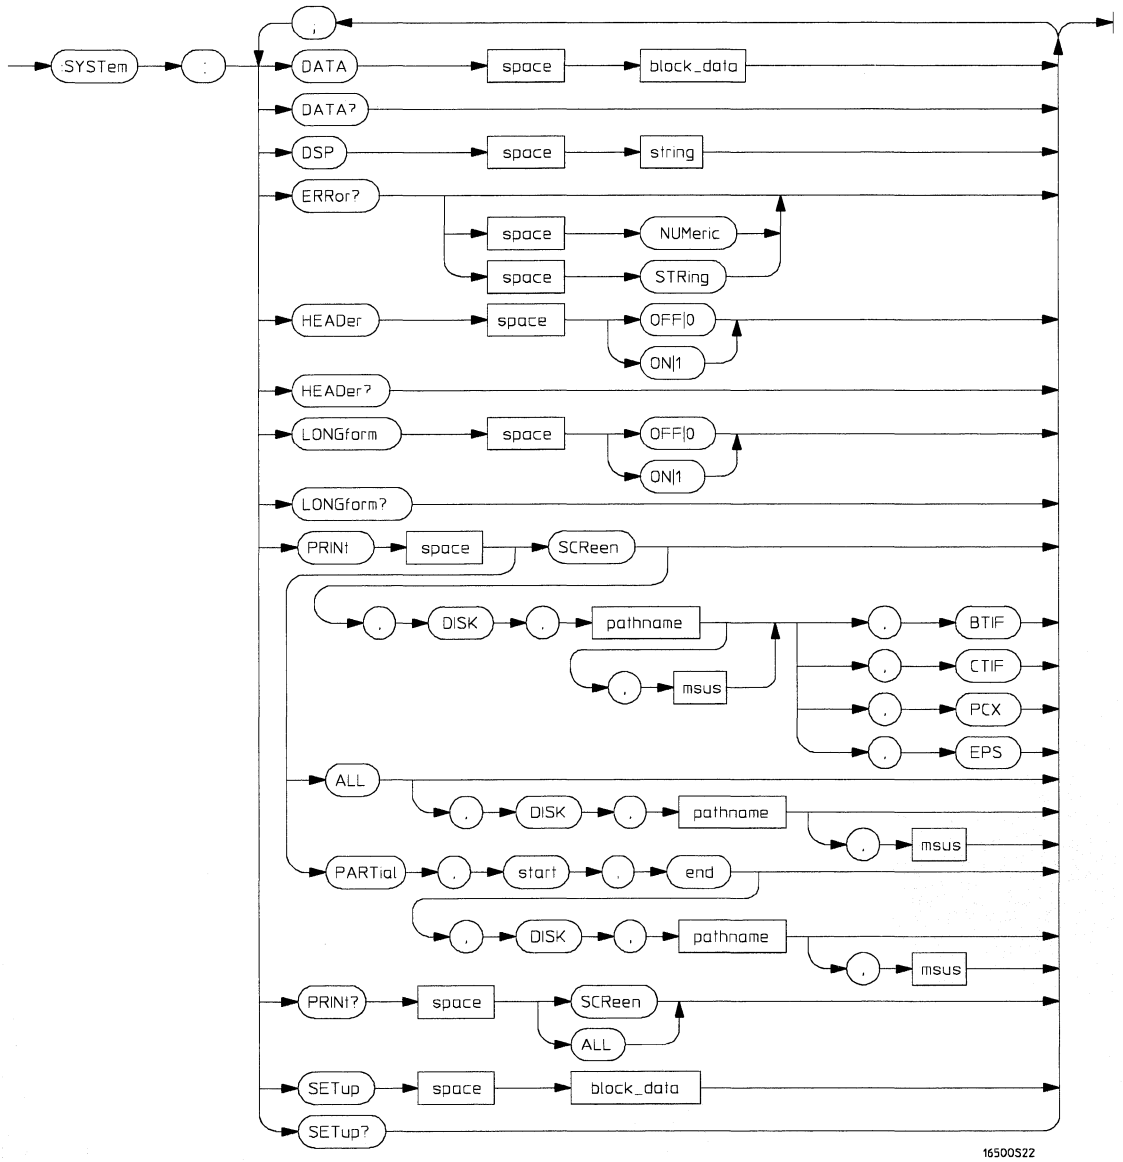 ;
:SYSTem : DATA space block_data
DATA?
DSP space string
ERRor?
space NUMeric
space STRing
HEADer space OFF|0
ON|1
HEADer?
LONGform space OFF|0
ON|1
LONGform?
PRINt space SCReen
, DISK , pathname , BTIF
, msus , CTIF
, PCX
, EPS
ALL
, DISK , pathname
, msus
PARTial , start , end
, DISK , pathname
, msus
PRINt? space SCReen
ALL
SETup space block_data
SETup?
16500S22